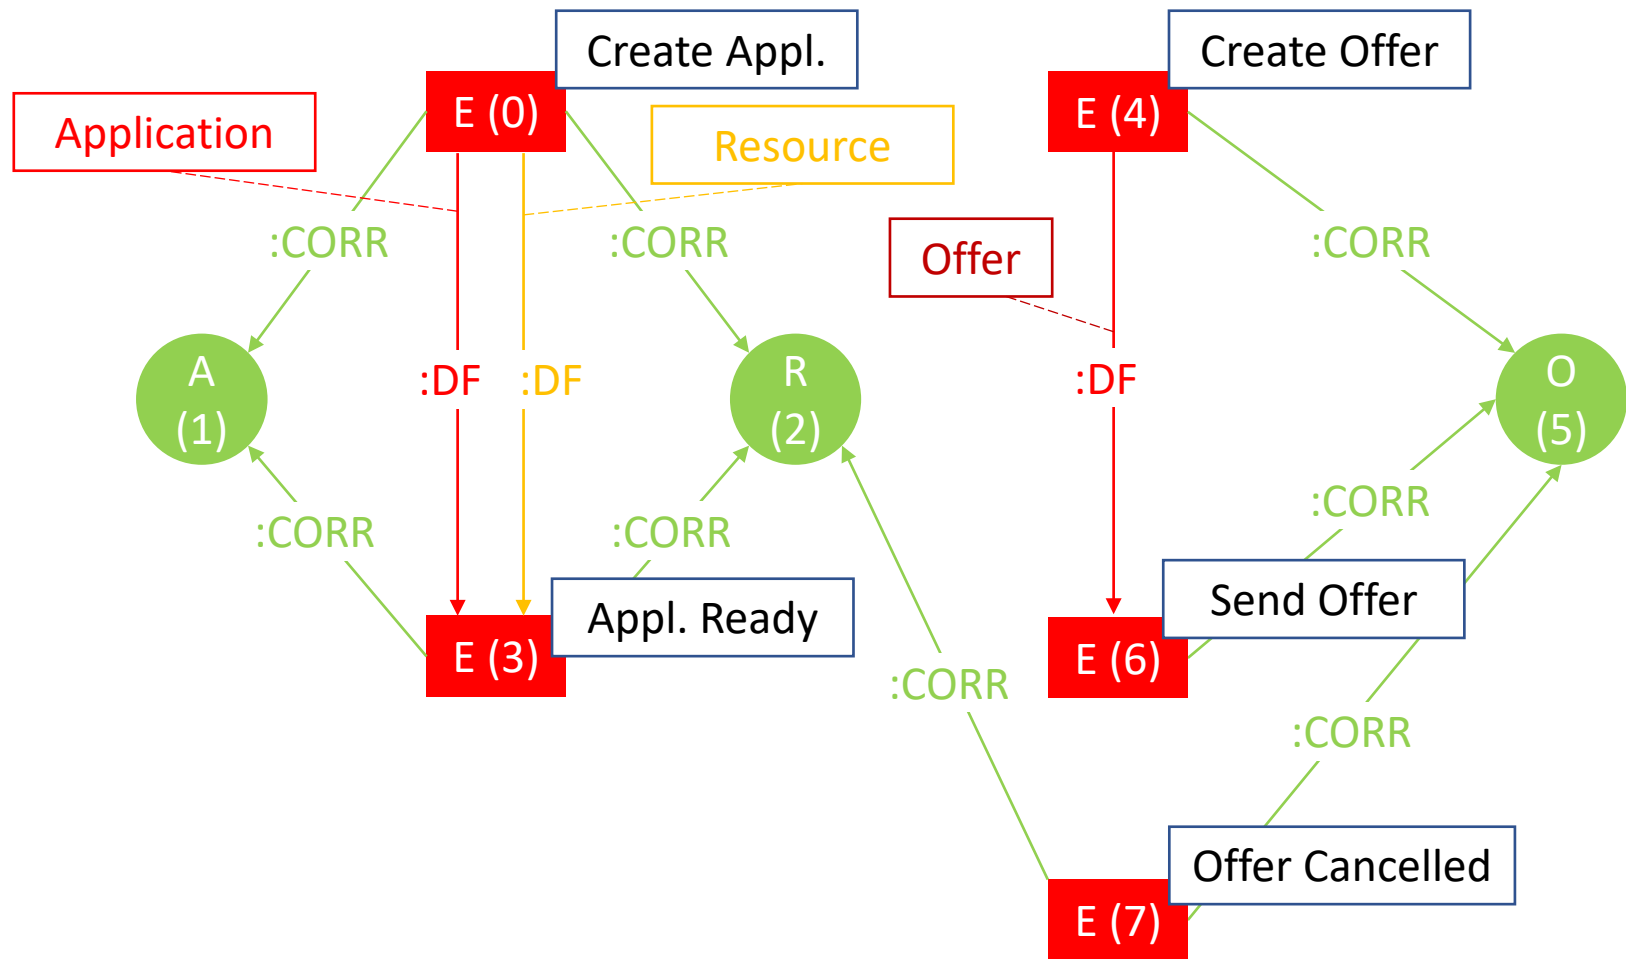 Create Appl.
Create Offer
E (0)
E (4)
Application
Resource
:CORR
:CORR
:CORR
Offer
A
(1)
:DF
:DF
R
(2)
:DF
O
(5)
:CORR
:CORR
:CORR
Appl. Ready
Send Offer
E (3)
E (6)
:CORR
:CORR
Offer Cancelled
E (7)